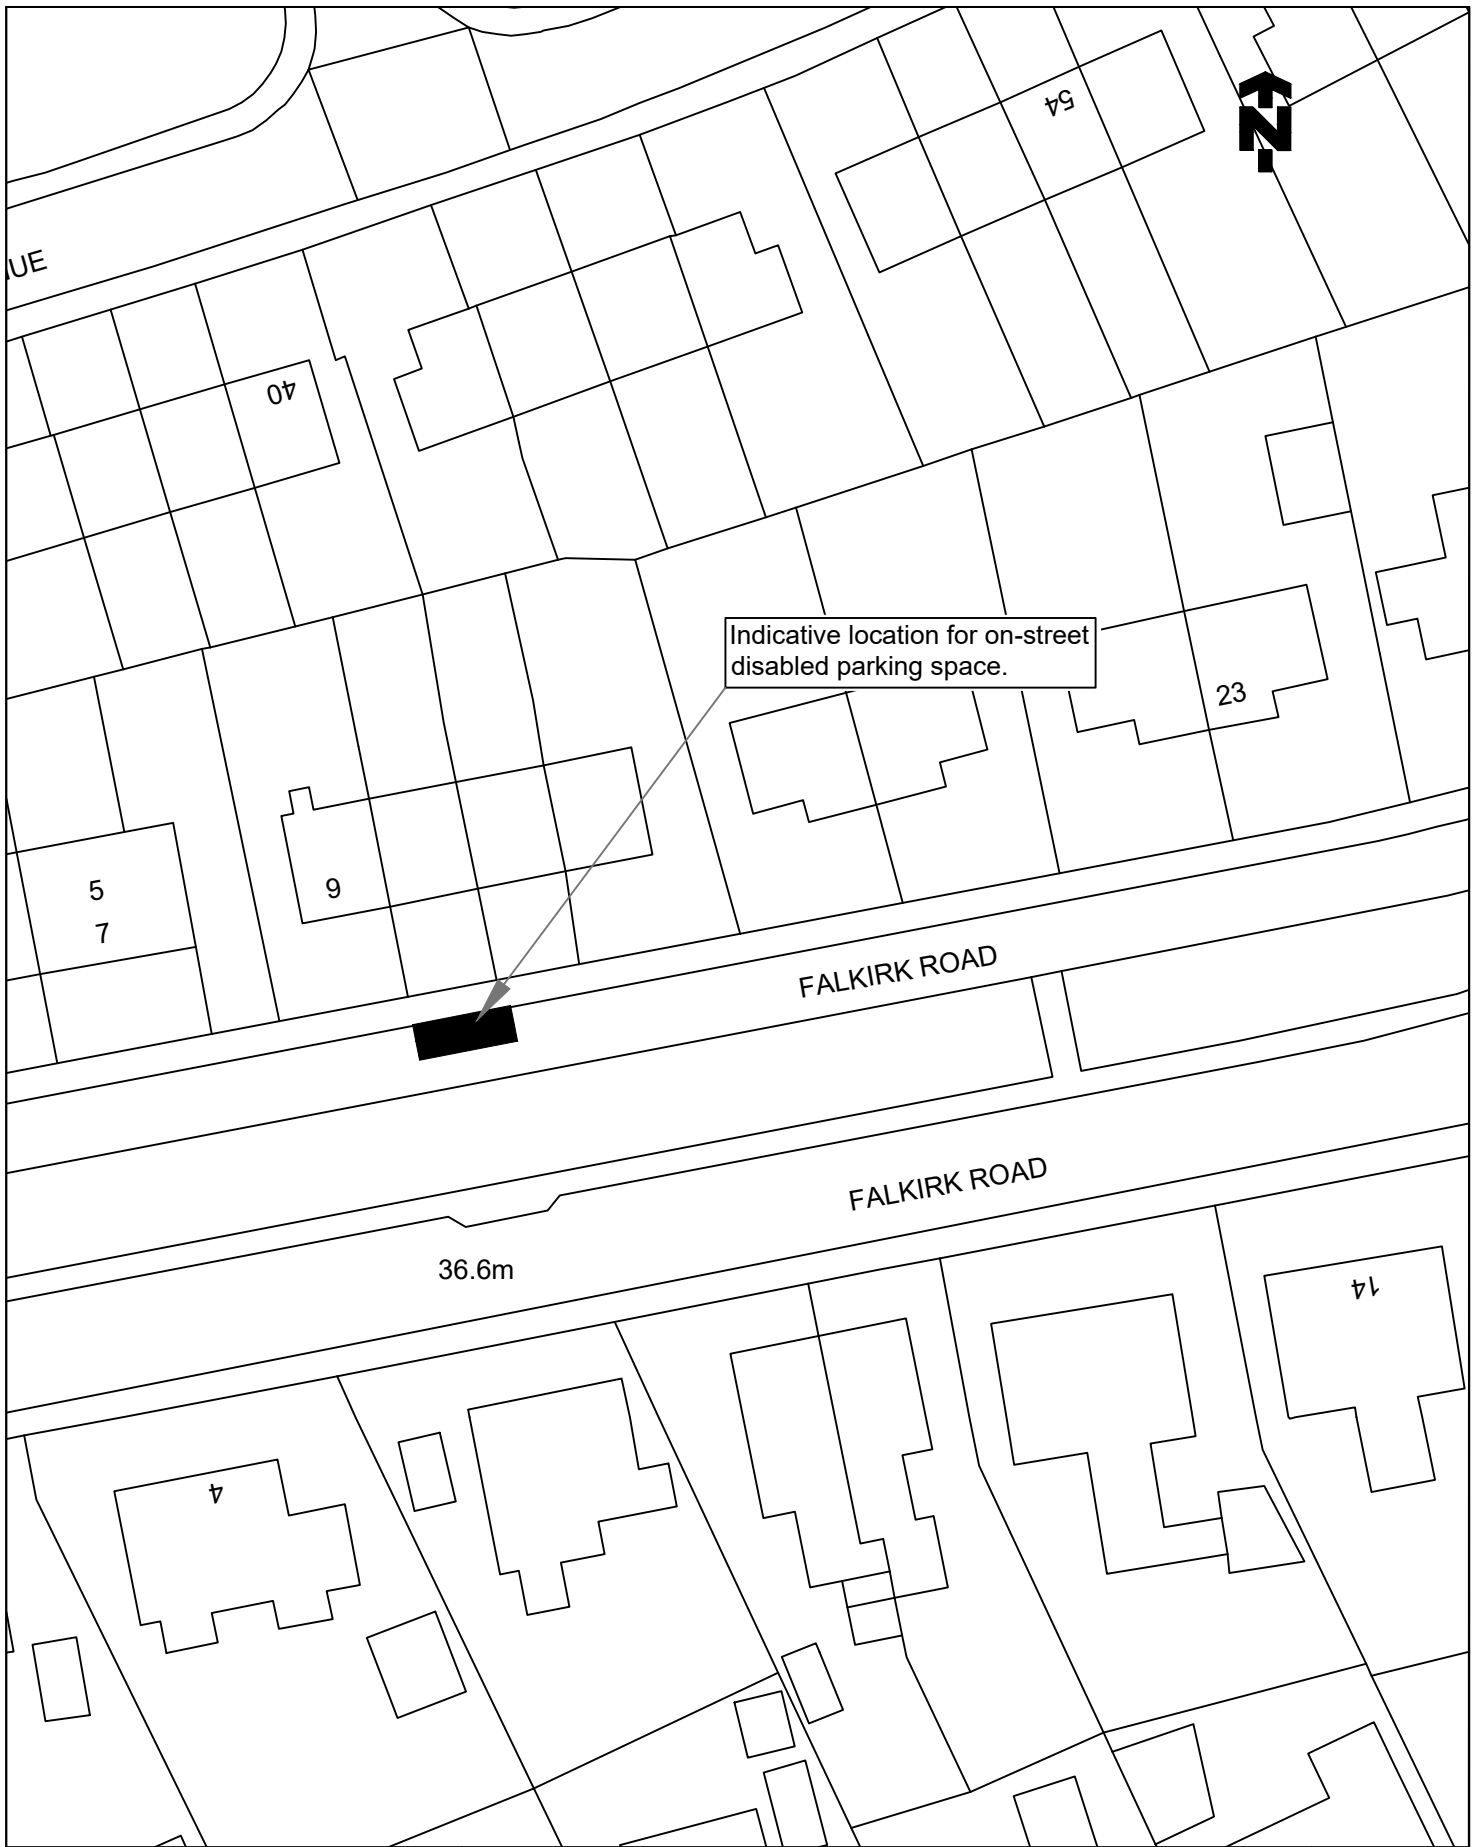 54
N
UE
40
Indicative location for on-street
disabled parking space.
23
5
9
7
FALKIRK ROAD
FALKIRK ROAD
36.6m
14
4